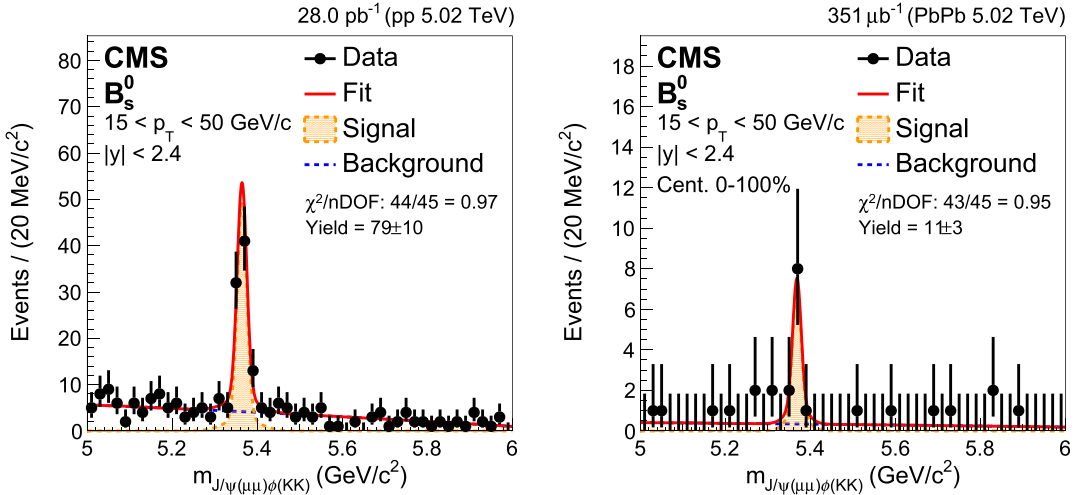 28.0 pb⁻¹ (pp 5.02 TeV)
CMS
B⁰ₛ
15 < p_T < 50 GeV/c
|y| < 2.4
Data
Fit
Signal
Background
χ²/nDOF: 44/45 = 0.97
Yield = 79±10
Events / (20 MeV/c²)
80
70
60
50
40
30
20
10
0
5 5.2 5.4 5.6 5.8 6
m_J/ψ(μμ)φ(KK) (GeV/c²)
351 μb⁻¹ (PbPb 5.02 TeV)
CMS
B⁰ₛ
15 < p_T < 50 GeV/c
|y| < 2.4
Cent. 0-100%
Data
Fit
Signal
Background
χ²/nDOF: 43/45 = 0.95
Yield = 11±3
Events / (20 MeV/c²)
18
16
14
12
10
8
6
4
2
0
5 5.2 5.4 5.6 5.8 6
m_J/ψ(μμ)φ(KK) (GeV/c²)